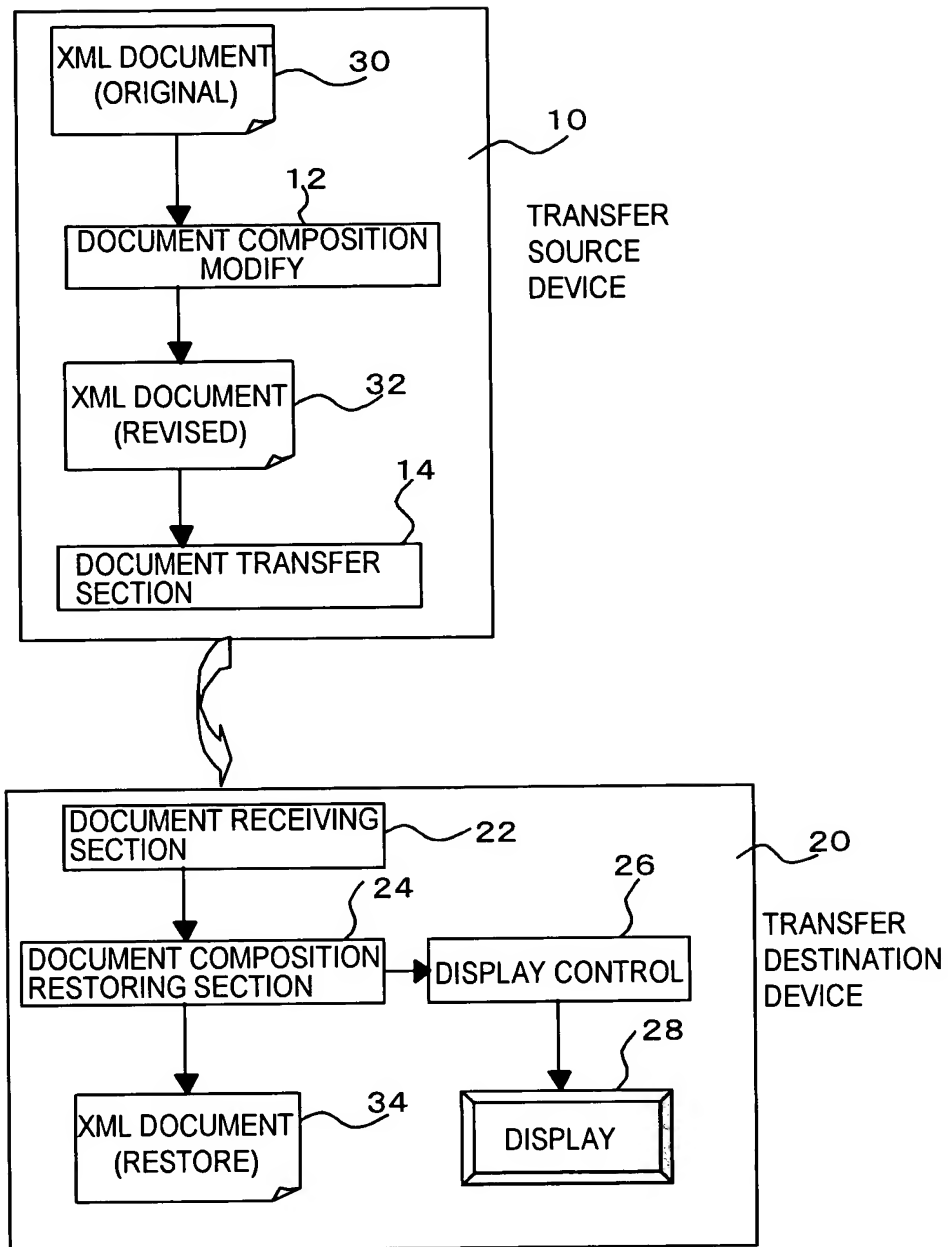 XML DOCUMENT
(ORIGINAL)
30
10
12
DOCUMENT COMPOSITION
MODIFY
TRANSFER
SOURCE
DEVICE
XML DOCUMENT
(REVISED)
32
14
DOCUMENT TRANSFER
SECTION
DOCUMENT RECEIVING
SECTION
22
20
24
26
DOCUMENT COMPOSITION
RESTORING SECTION
DISPLAY CONTROL
TRANSFER
DESTINATION
DEVICE
28
XML DOCUMENT
(RESTORE)
34
DISPLAY